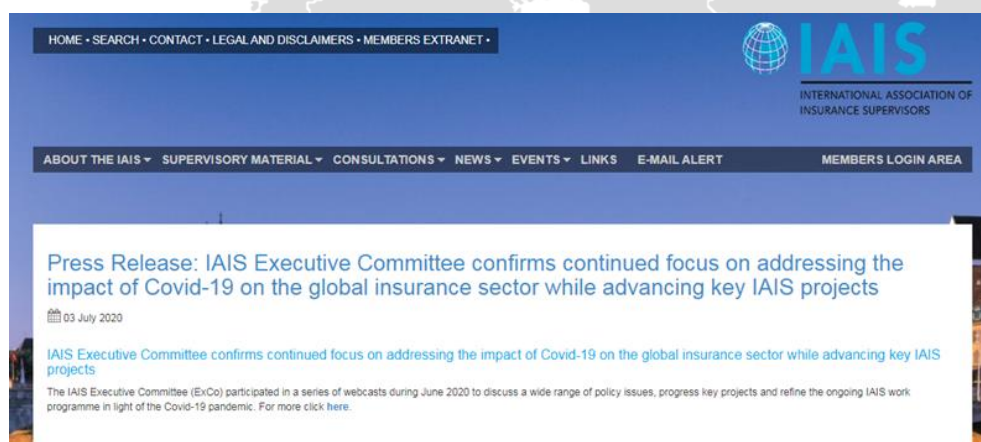 HOME • SEARCH • CONTACT • LEGAL AND DISCLAIMERS • MEMBERS EXTRANET •
IAIS
INTERNATIONAL ASSOCIATION OF
INSURANCE SUPERVISORS
ABOUT THE IAIS SUPERVISORY MATERIAL CONSULTATIONS NEWS EVENTS LINKS E-MAIL ALERT MEMBERS LOGIN AREA
Press Release: IAIS Executive Committee confirms continued focus on addressing the
impact of Covid-19 on the global insurance sector while advancing key IAIS projects
03 July 2020
IAIS Executive Committee confirms continued focus on addressing the impact of Covid-19 on the global insurance sector while advancing key IAIS
projects
The IAIS Executive Committee (ExCo) participated in a series of webcasts during June 2020 to discuss a wide range of policy issues, progress key projects and refine the ongoing IAIS work
programme in light of the Covid-19 pandemic. For more click here.